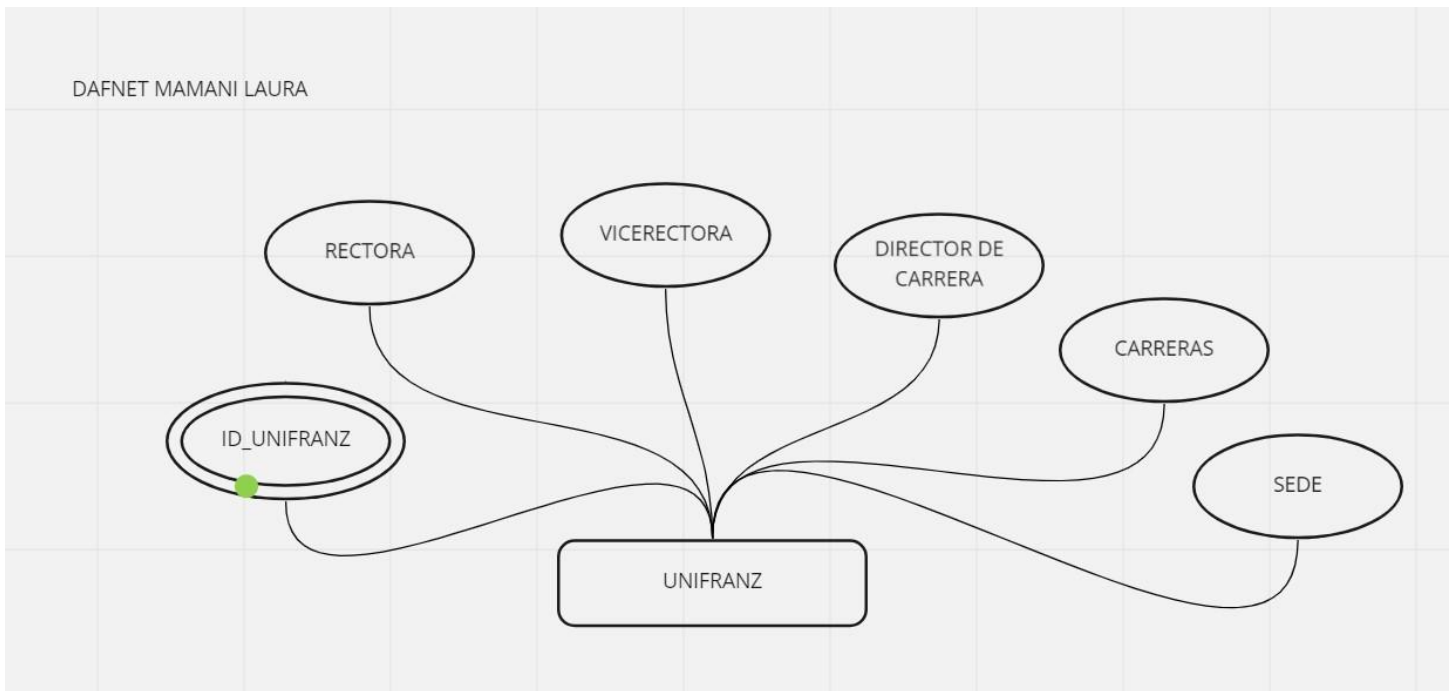 DAFNET MAMANI LAURA
RECTORA
VICERECTORA
DIRECTOR DE
CARRERA
CARRERAS
ID_UNIFRANZ
SEDE
UNIFRANZ